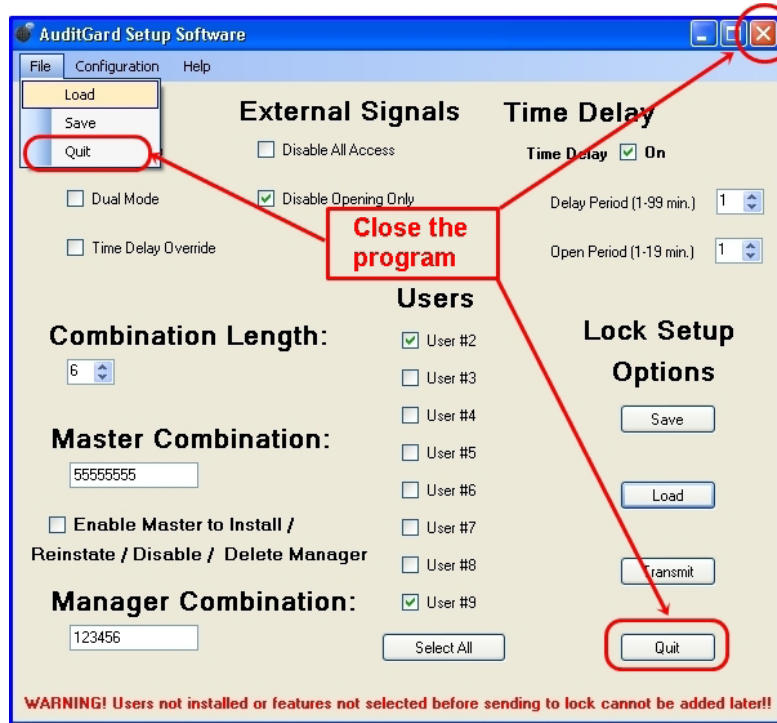 AuditGard Setup Software
File Configuration Help
Load
Save
Quit
External Signals
Disable All Access
Disable Opening Only
Time Delay
Time Delay On
Delay Period (1-99 min.) 1
Open Period (1-19 min.) 1
Dual Mode
Time Delay Override
Close the
program
Users
User #2
User #3
User #4
User #5
User #6
User #7
User #8
User #9
Select All
Combination Length:
6
Master Combination:
55555555
Enable Master to Install /
Reinstate / Disable / Delete Manager
Manager Combination:
123456
Lock Setup
Options
Save
Load
Transmit
Quit
WARNING! Users not installed or features not selected before sending to lock cannot be added later!!